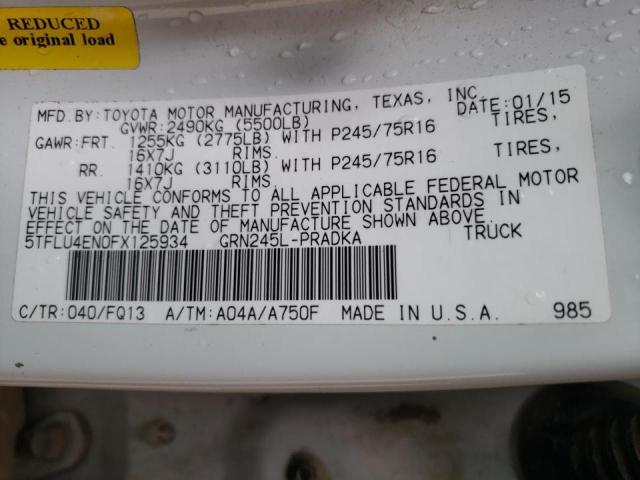 REDUCED
e original load
MFD.BY:TOYOTA MOTOR MANUFACTURING, TEXAS, INC.
DATE:01/15
GVWR:2490KG (5500LB)
GAWR:FRT. 1255KG (2775LB) WITH P245/75R16 TIRES,
16X7J RIMS.
RR. 1410KG (3110LB) WITH P245/75R16 TIRES,
16X7J RIMS.
THIS VEHICLE CONFORMS TO ALL APPLICABLE FEDERAL MOTOR
VEHICLE SAFETY AND THEFT PREVENTION STANDARDS IN
EFFECT ON THE DATE OF MANUFACTURE SHOWN ABOVE.
5TFLU4EN0FX125934 GRN245L-PRADKA TRUCK
C/TR:040/FQ13 A/TM:A04A/A750F MADE IN U.S.A. 985